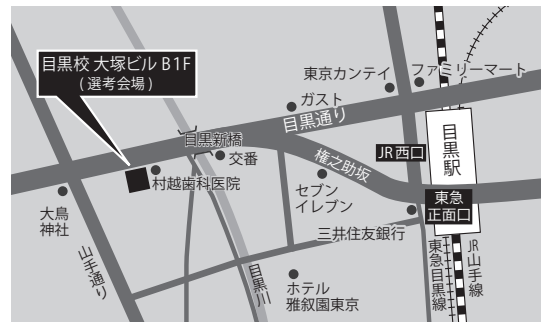 目黒校 大塚ビル B1F
(選考会場)
東京カンテイ
ファミリーマート
ガスト
目黒通り
目黒新橋
交番
権之助坂
JR西口
目黒駅
村越歯科医院
セブン
イレブン
東急
正面口
大鳥
神社
三井住友銀行
山手通り
目黒川
ホテル
雅叙園東京
東急目黒線
JR山手線